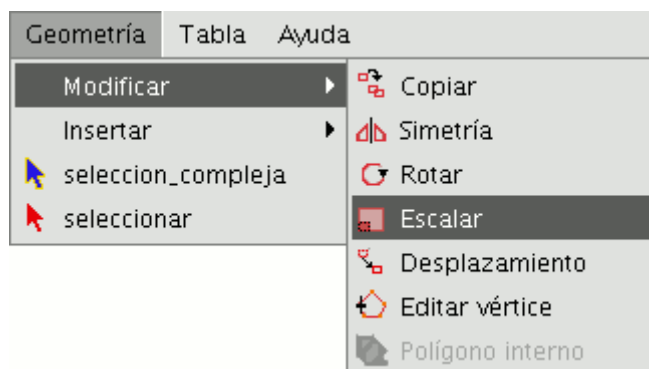 Geometría Tabla Ayuda
Modificar
Insertar
seleccion_compleja
seleccionar
Copiar
Simetría
Rotar
Escalar
Desplazamiento
Editar vértice
Polígono interno